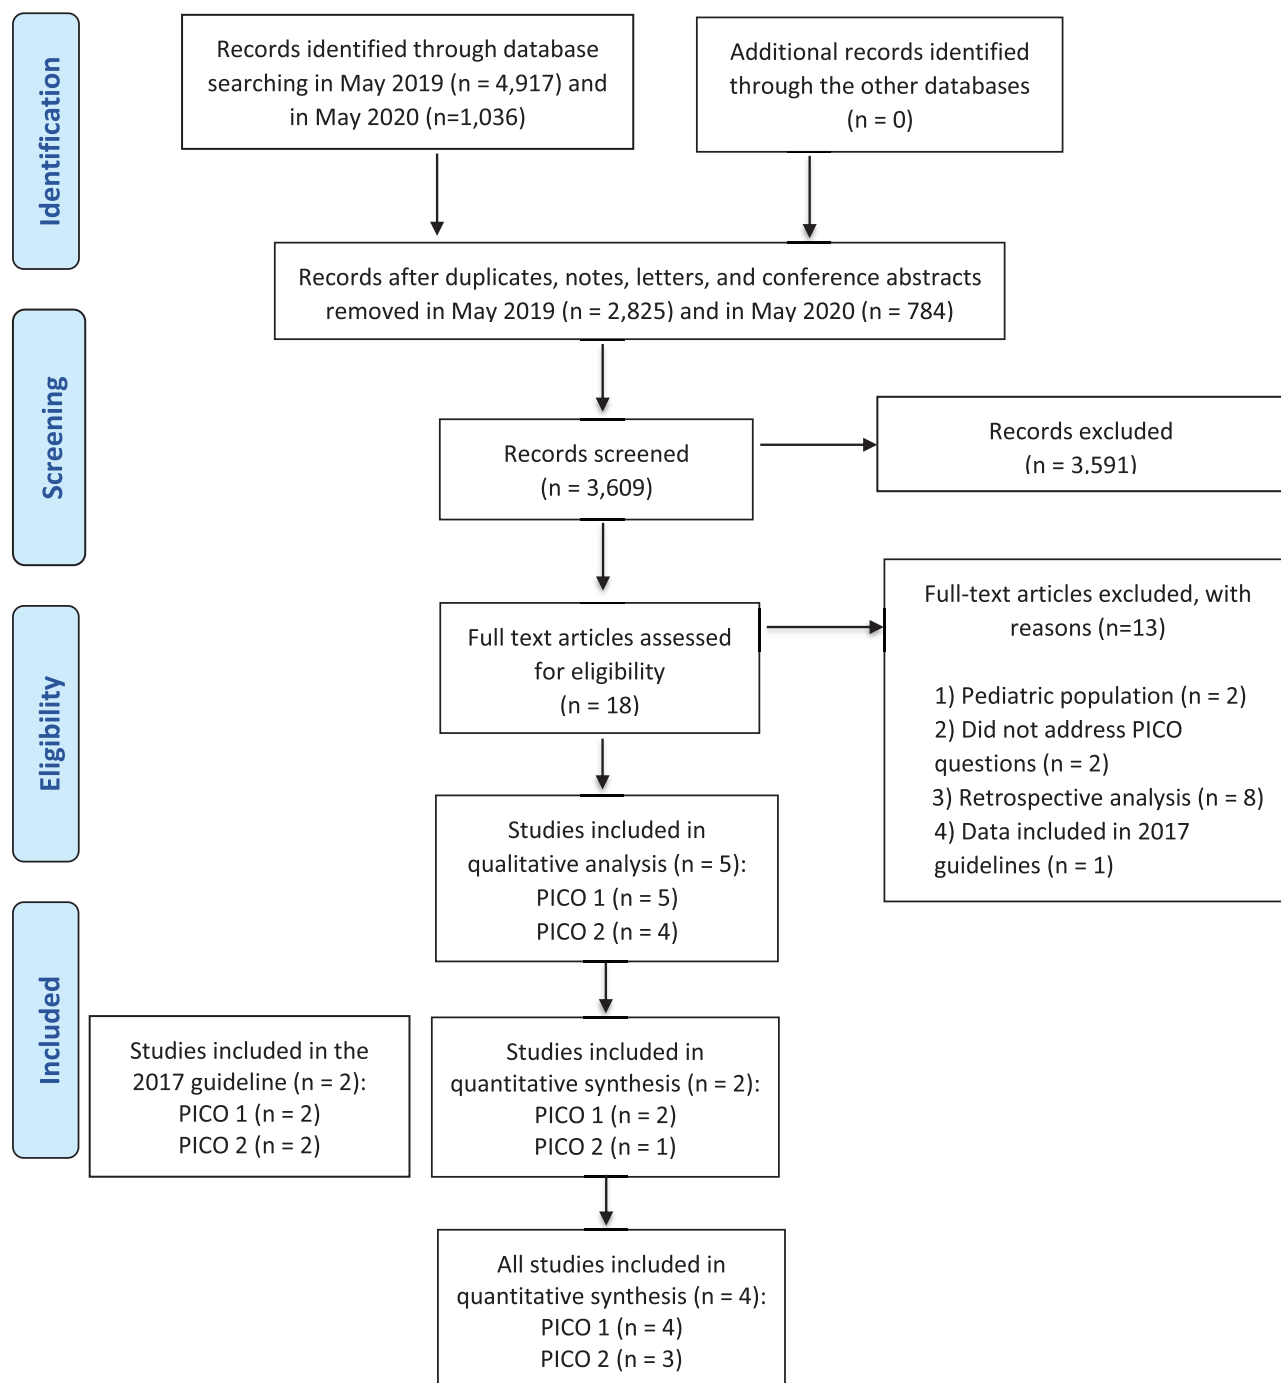 Identification
Records identified through database
searching in May 2019 (n = 4,917) and
in May 2020 (n=1,036)
Additional records identified
through the other databases
(n = 0)
Records after duplicates, notes, letters, and conference abstracts
removed in May 2019 (n = 2,825) and in May 2020 (n = 784)
Screening
Records screened
(n = 3,609)
Records excluded
(n = 3,591)
Eligibility
Full text articles assessed
for eligibility
(n = 18)
Full-text articles excluded, with
reasons (n=13)
1) Pediatric population (n = 2)
2) Did not address PICO
questions (n = 2)
3) Retrospective analysis (n = 8)
4) Data included in 2017
guidelines (n = 1)
Studies included in
qualitative analysis (n = 5):
PICO 1 (n = 5)
PICO 2 (n = 4)
Included
Studies included in the
2017 guideline (n = 2):
PICO 1 (n = 2)
PICO 2 (n = 2)
Studies included in
quantitative synthesis (n = 2):
PICO 1 (n = 2)
PICO 2 (n = 1)
All studies included in
quantitative synthesis (n = 4):
PICO 1 (n = 4)
PICO 2 (n = 3)